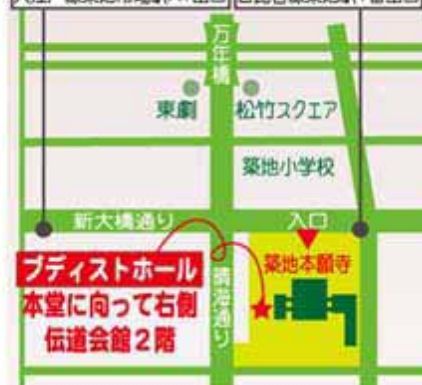 万年橋
東劇
松竹スクエア
築地小学校
新大橋通り
入口
ブディストホール
本堂に向って右側
伝道会館2階
晴海通り
築地本願寺